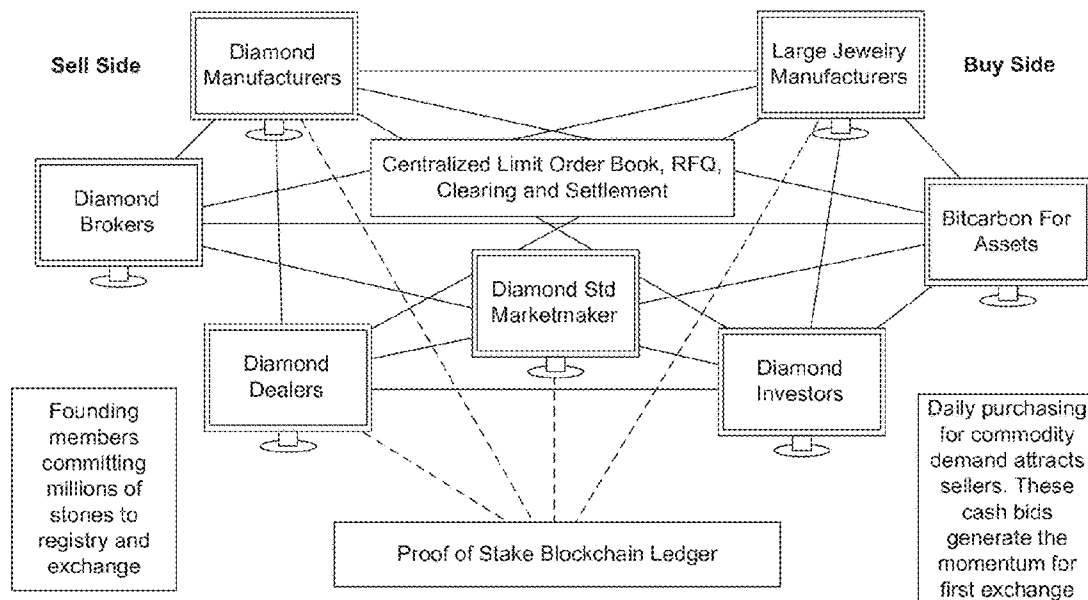 Sell Side
Diamond
Manufacturers
Large Jewelry
Manufacturers
Buy Side
Centralized Limit Order Book, RFQ,
Clearing and Settlement
Diamond
Brokers
Bitcarbon For
Assets
Diamond Std
Marketmaker
Diamond
Dealers
Diamond
Investors
Founding
members
committing
millions of
stones to
registry and
exchange
Daily purchasing
for commodity
demand attracts
sellers. These
cash bids
generate the
momentum for
first exchange
Proof of Stake Blockchain Ledger